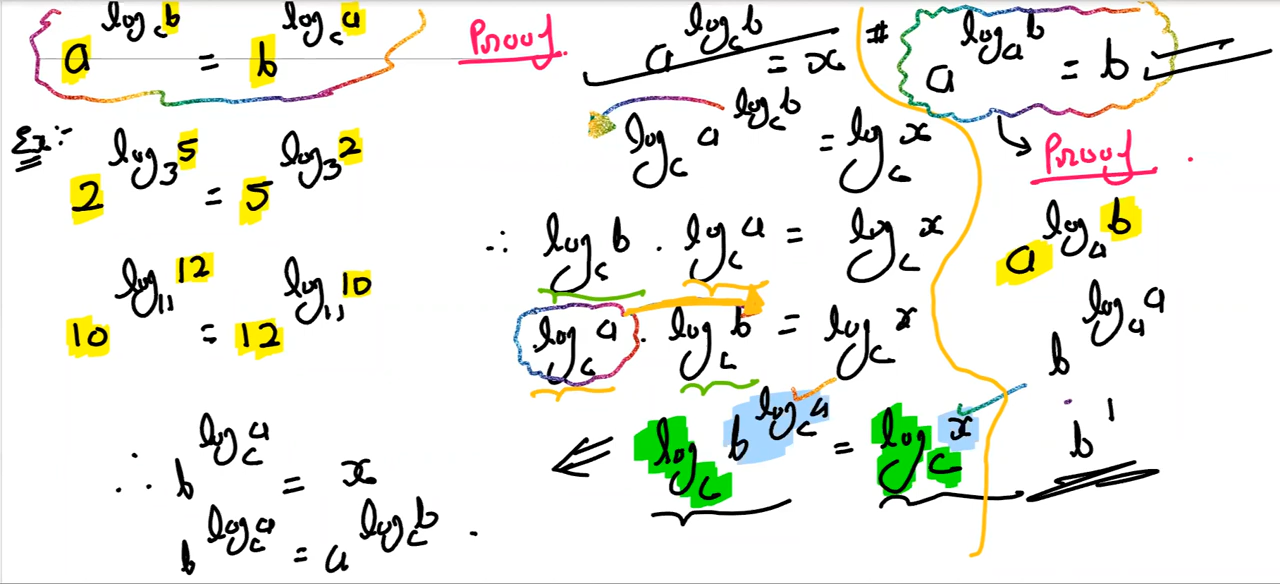 a^(log_c b) = b^(log_c a)
Ex :-
2^(log_3 5) = 5^(log_3 2)
10^(log_11 12) = 12^(log_11 10)
Proof.
a^(log_c b) = x
log_c a^(log_c b) = log_c x
∴ log_c b . log_c a = log_c x
log_c a . log_c b = log_c x
log_c b^(log_c a) = log_c x
⇐
∴ b^(log_c a) = x
b^(log_c a) = a^(log_c b) .
# a^(log_a b) = b
→ Proof .
a^(log_a b)
b^(log_a a)
b^1